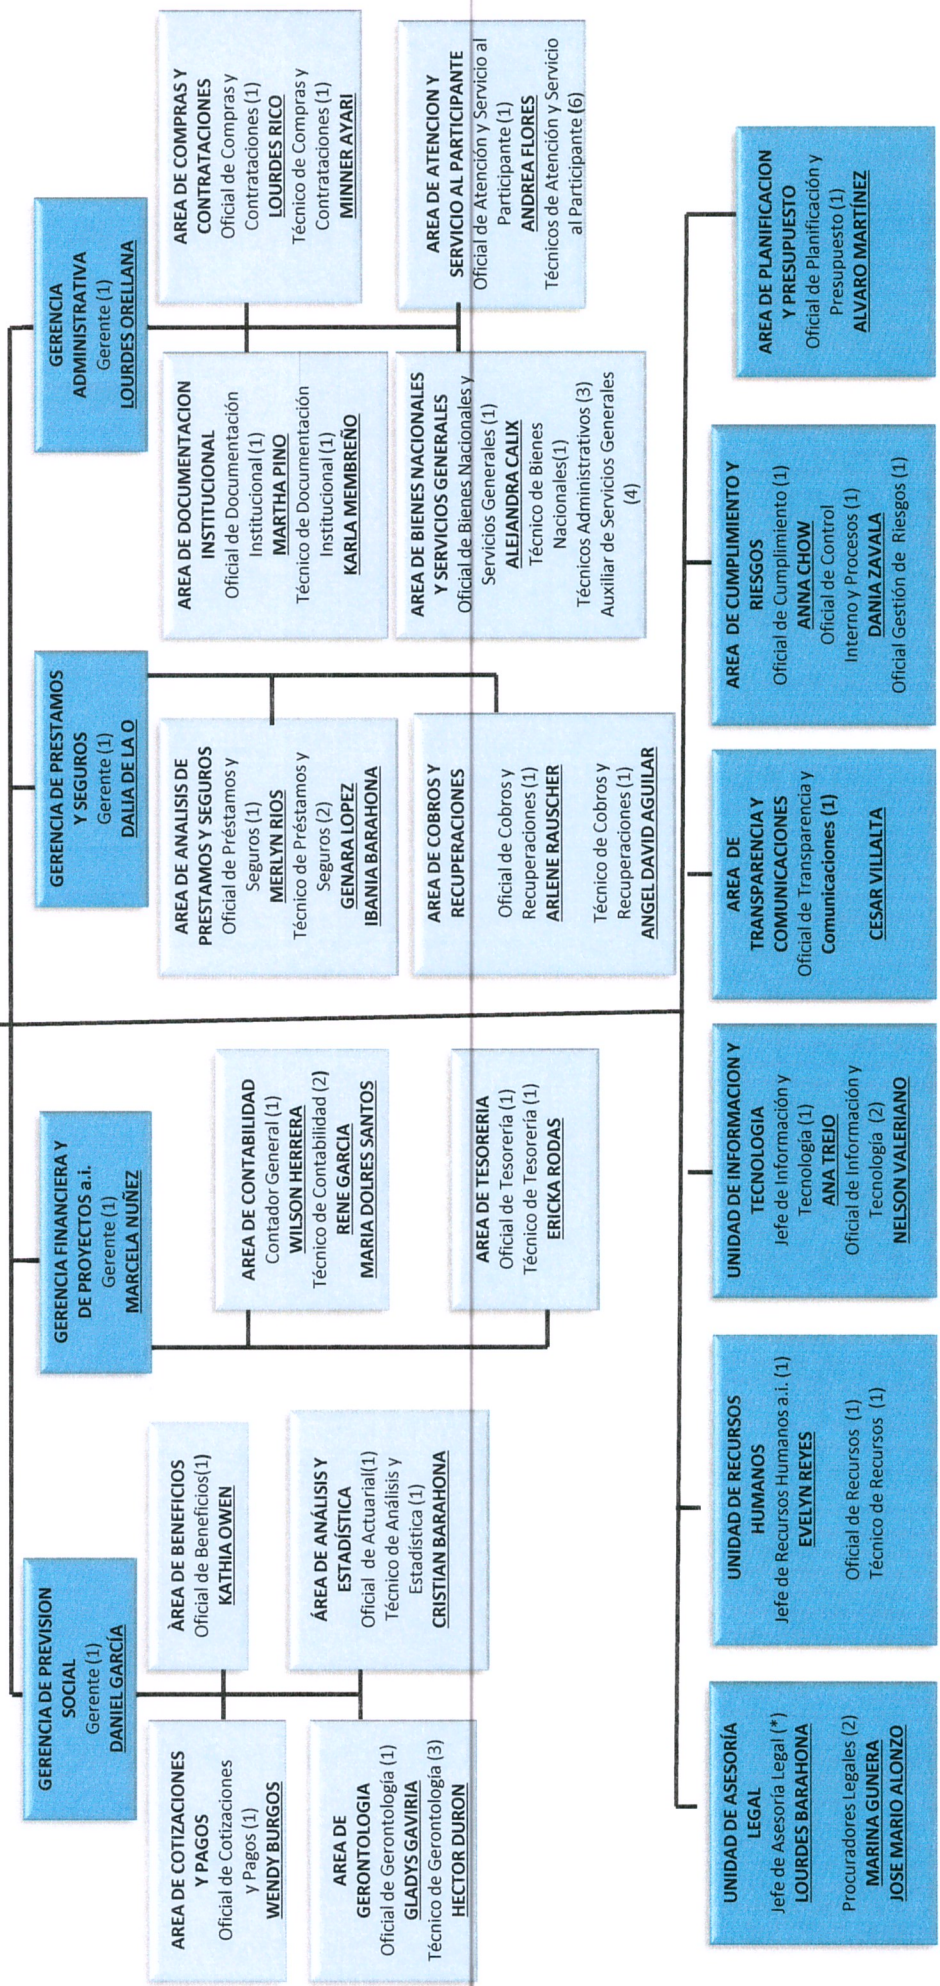 GERENCIA DE PREVISION
SOCIAL
Gerente (1)
DANIEL GARCÍA
AREA DE COTIZACIONES
Y PAGOS
Oficial de Cotizaciones
y Pagos (1)
WENDY BURGOS
ÀREA DE BENEFICIOS
Oficial de Beneficios(1)
KATHIA OWEN
AREA DE
GERONTOLOGIA
Oficial de Gerontología (1)
GLADYS GAVIRIA
Técnico de Gerontología (3)
HECTOR DURON
ÁREA DE ANÁLISIS Y
ESTADÍSTICA
Oficial de Actuarial(1)
Técnico de Análisis y
Estadística (1)
CRISTIAN BARAHONA
GERENCIA FINANCIERA Y
DE PROYECTOS a.i.
Gerente (1)
MARCELA NUÑEZ
AREA DE CONTABILIDAD
Contador General (1)
WILSON HERRERA
Técnico de Contabilidad (2)
RENE GARCIA
MARIA DOLRES SANTOS
AREA DE TESORERIA
Oficial de Tesorería (1)
Técnico de Tesorería (1)
ERICKA RODAS
GERENCIA DE PRESTAMOS
Y SEGUROS
Gerente (1)
DALIA DE LA O
AREA DE ANALISIS DE
PRESTAMOS Y SEGUROS
Oficial de Préstamos y
Seguros (1)
MERLYN RIOS
Técnico de Préstamos y
Seguros (2)
GENARA LOPEZ
IBANIA BARAHONA
AREA DE COBROS Y
RECUPERACIONES
Oficial de Cobros y
Recuperaciones (1)
ARLENE RAUSCHER
Técnico de Cobros y
Recuperaciones (1)
ANGEL DAVID AGUILAR
GERENCIA
ADMINISTRATIVA
Gerente (1)
LOURDES ORELLANA
AREA DE DOCUMENTACION
INSTITUCIONAL
Oficial de Documentación
Institucional (1)
MARTHA PINO
Técnico de Documentación
Institucional (1)
KARLA MEMBREÑO
AREA DE COMPRAS Y
CONTRATACIONES
Oficial de Compras y
Contrataciones (1)
LOURDES RICO
Técnico de Compras y
Contrataciones (1)
MINNER AYARI
AREA DE BIENES NACIONALES
Y SERVICIOS GENERALES
Oficial de Bienes Nacionales y
Servicios Generales (1)
ALEJANDRA CALIX
Técnico de Bienes
Nacionales(1)
Técnicos Administrativos (3)
Auxiliar de Servicios Generales
(4)
AREA DE ATENCION Y
SERVICIO AL PARTICIPANTE
Oficial de Atención y Servicio al
Participante (1)
ANDREA FLORES
Técnicos de Atención y Servicio
al Participante (6)
UNIDAD DE ASESORÍA
LEGAL
Jefe de Asesoría Legal (*)
LOURDES BARAHONA
Procuradores Legales (2)
MARINA GUNERA
JOSE MARIO ALONZO
UNIDAD DE RECURSOS
HUMANOS
Jefe de Recursos Humanos a.i. (1)
EVELYN REYES
Oficial de Recursos (1)
Técnico de Recursos (1)
UNIDAD DE INFORMACION Y
TECNOLOGIA
Jefe de Información y
Tecnología (1)
ANA TREJO
Oficial de Información y
Tecnología (2)
NELSON VALERIANO
AREA DE
TRANSPARENCIA Y
COMUNICACIONES
Oficial de Transparencia y
Comunicaciones (1)
CESAR VILLALTA
AREA DE CUMPLIMIENTO Y
RIESGOS
Oficial de Cumplimiento (1)
ANNA CHOW
Oficial de Control
Interno y Procesos (1)
DANIA ZAVALA
Oficial Gestión de Riesgos (1)
AREA DE PLANIFICACION
Y PRESUPUESTO
Oficial de Planificación y
Presupuesto (1)
ALVARO MARTÍNEZ